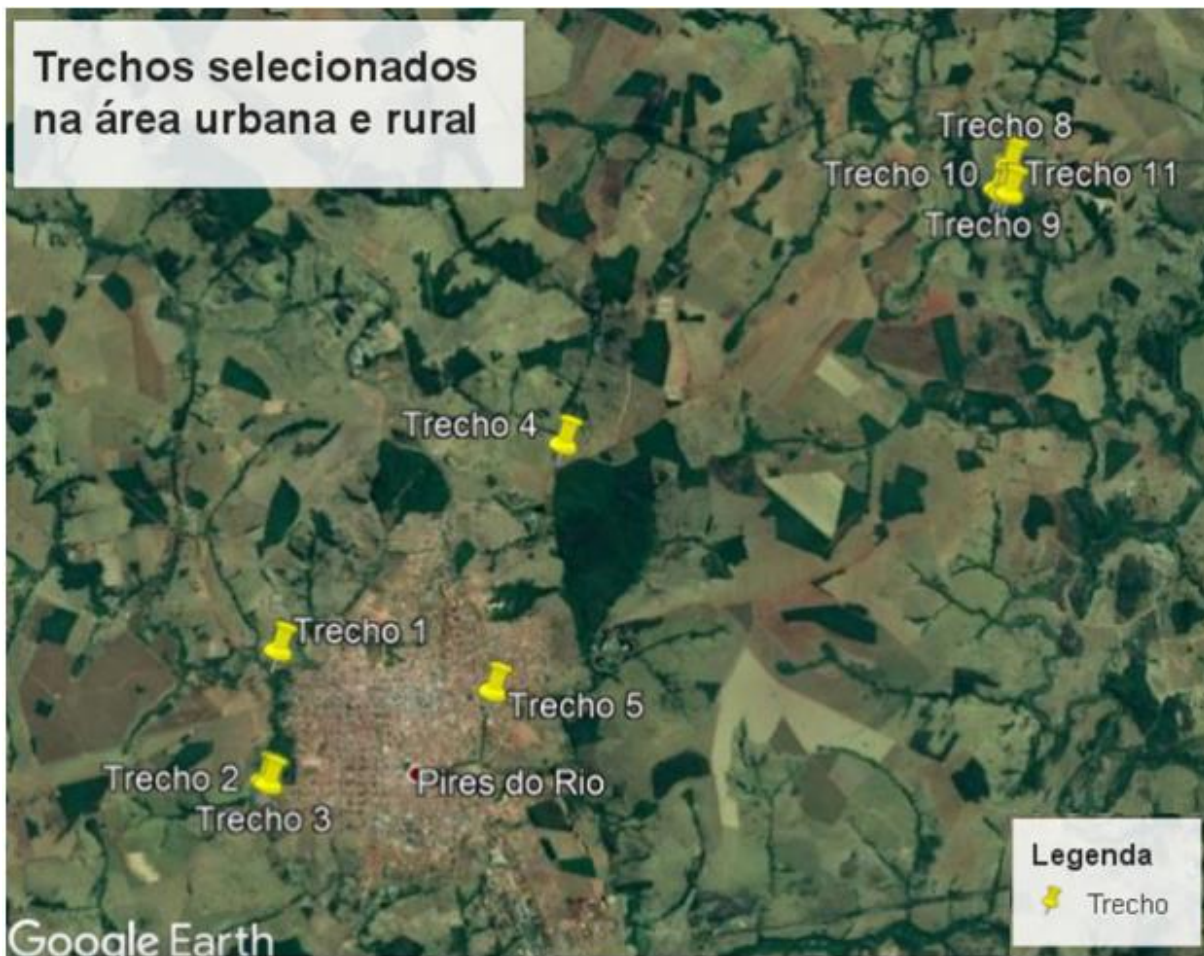 Trechos selecionados
na área urbana e rural
Trecho 8
Trecho 10
Trecho 11
Trecho 9
Trecho 4
Trecho 1
Trecho 5
Trecho 2
Pires do Rio
Trecho 3
Legenda
Trecho
Google Earth